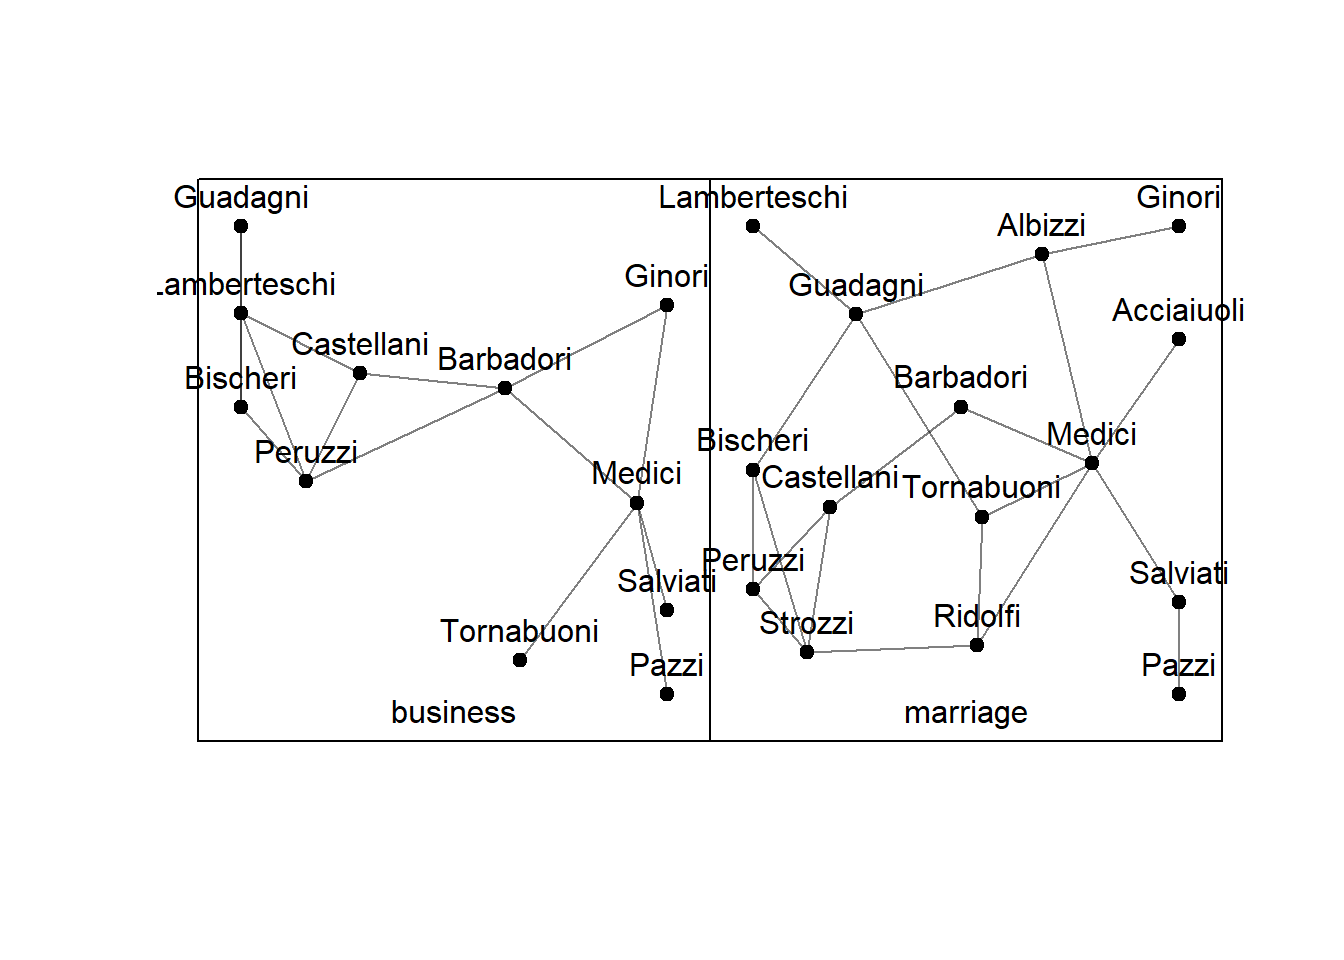 Guadagni
Lamberteschi
Castellani
Bischeri
Peruzzi
Barbadori
Ginori
Medici
Salviati
Tornabuoni
Pazzi
business
Lamberteschi
Ginori
Albizzi
Guadagni
Acciaiuoli
Barbadori
Medici
Bischeri
Castellani
Tornabuoni
Peruzzi
Salviati
Strozzi
Ridolfi
Pazzi
marriage